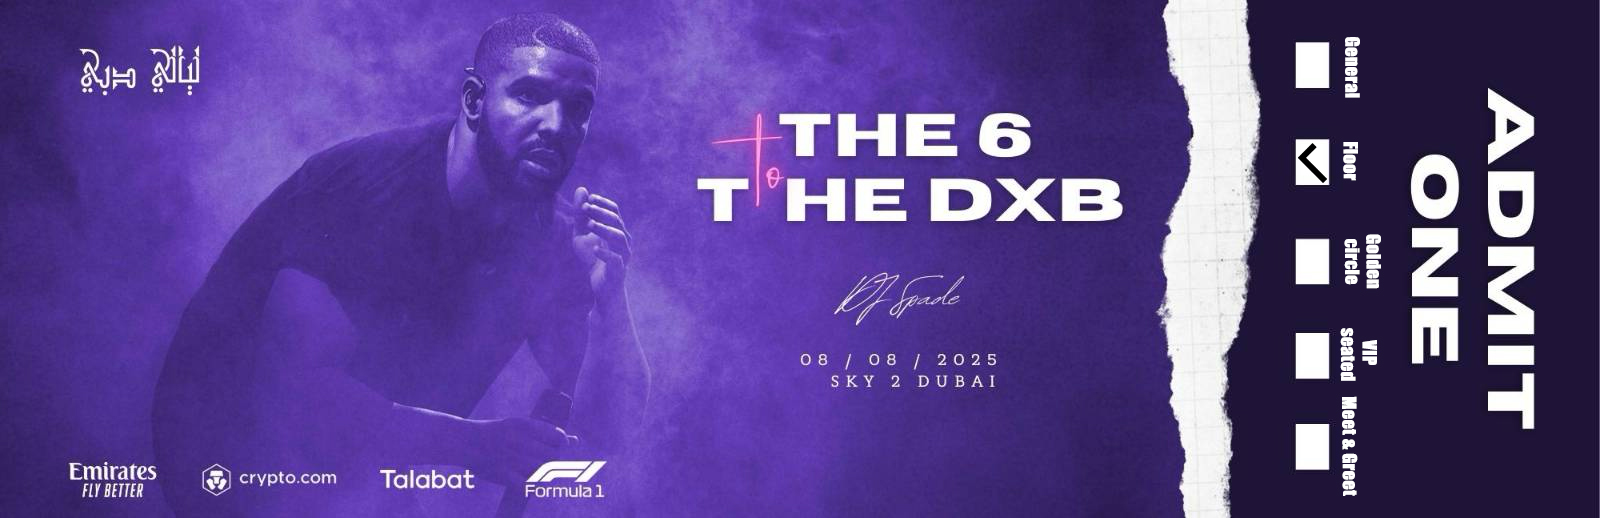 ليالي دبي
THE 6
to
THE DXB
DJ Spade
08 / 08 / 2025
SKY 2 DUBAI
Emirates
FLY BETTER
crypto.com
Talabat
F1
Formula 1
General
Floor
Golden
circle
VIP
seated
Meet & Greet
ADMIT
ONE